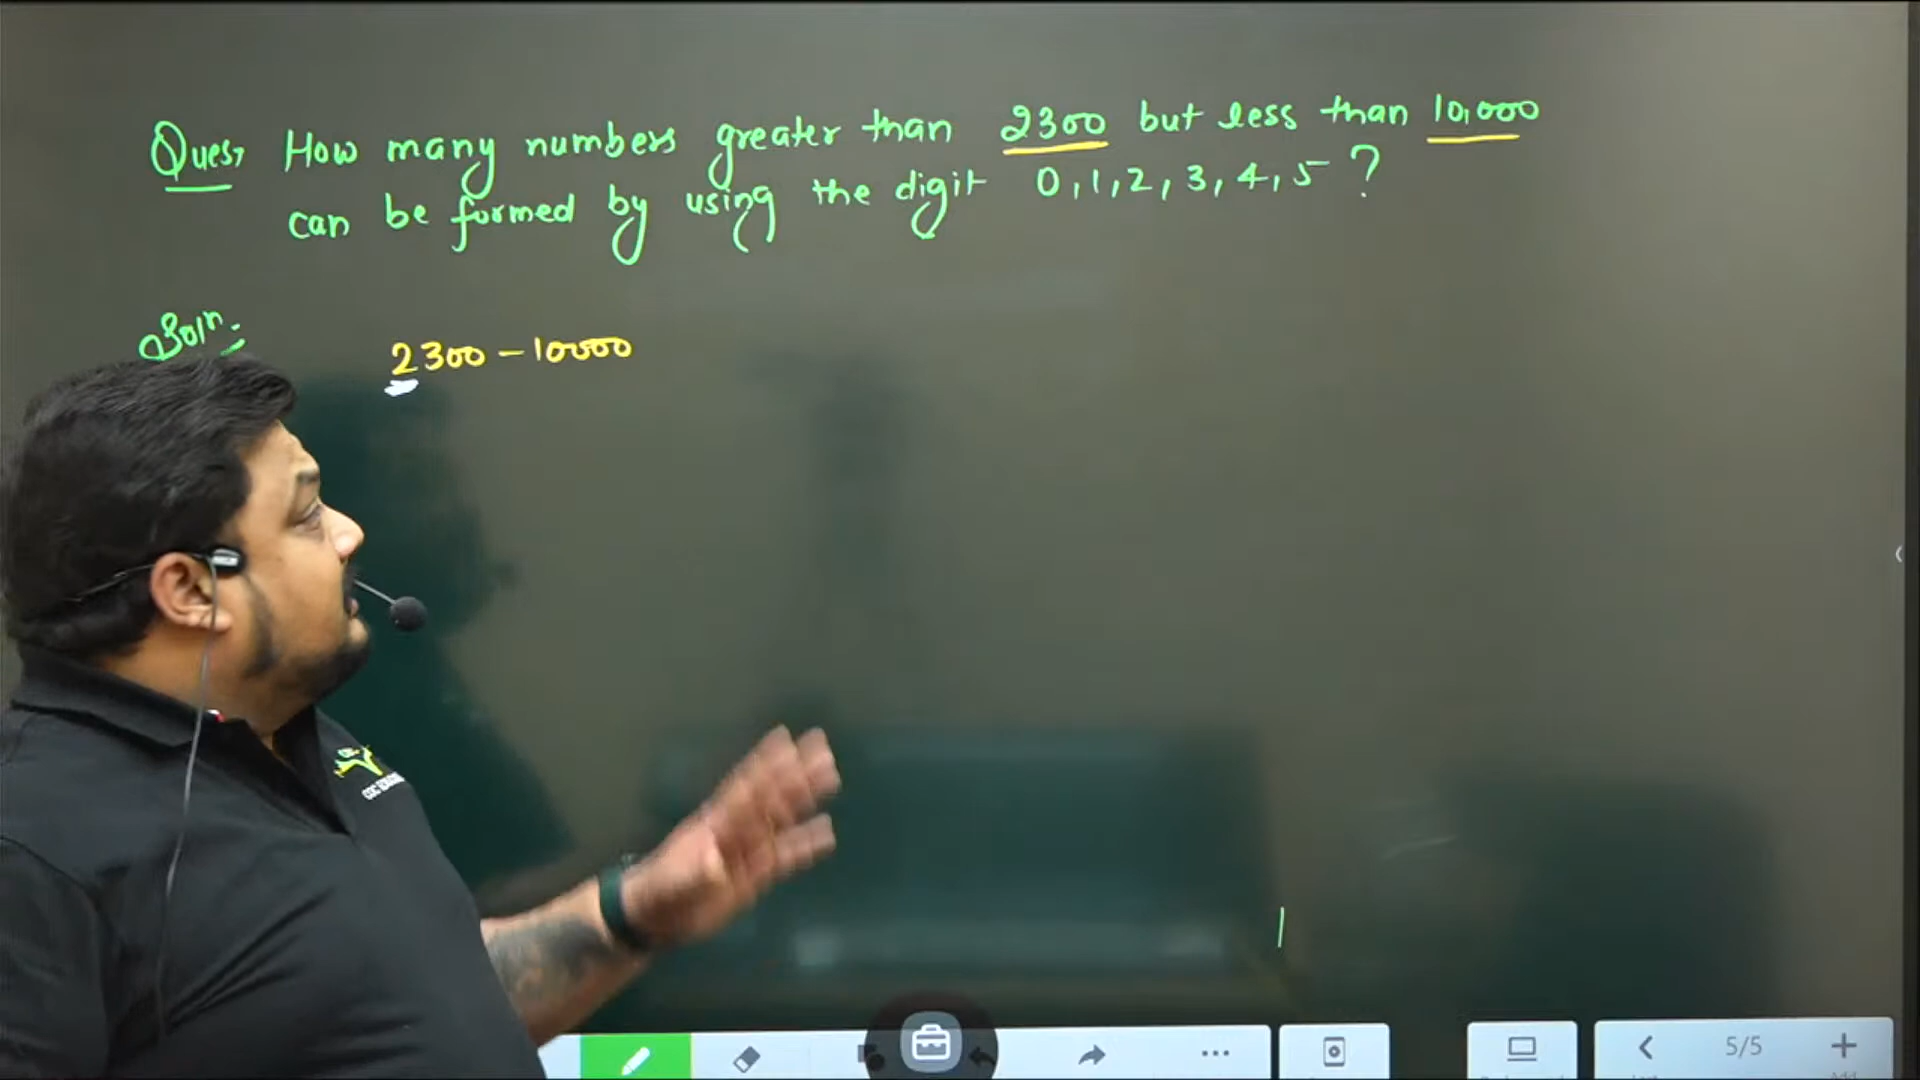 Ques, How many numbers greater than 2300 but less than 10,000
can be formed by using the digit 0,1,2,3,4,5 ?
Soln:
2300 - 10000
5/5